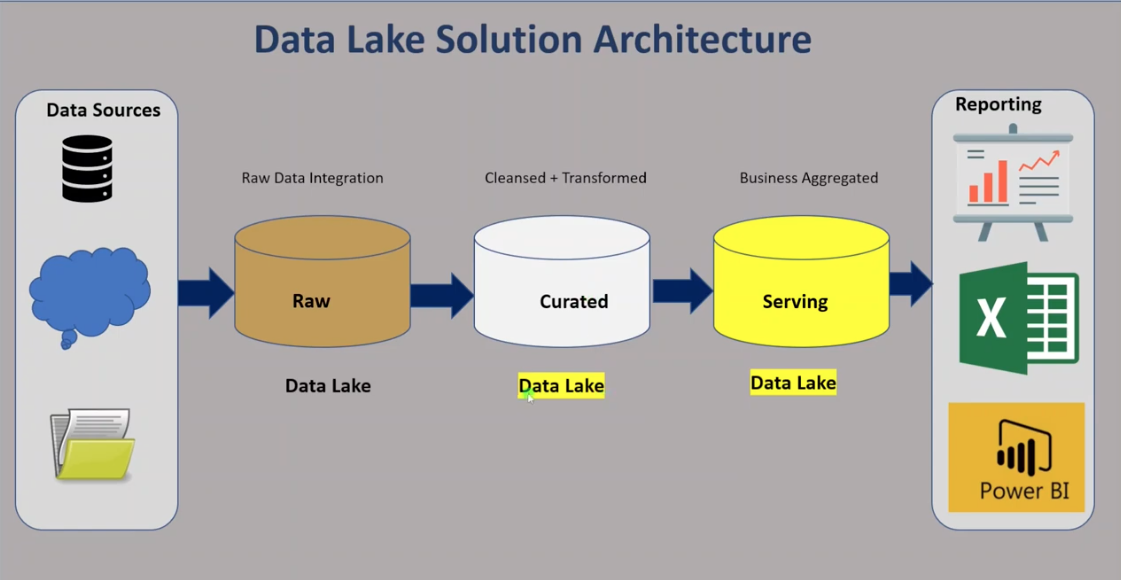 Data Lake Solution Architecture
Data Sources
Reporting
Raw Data Integration
Cleansed + Transformed
Business Aggregated
Raw
Curated
Serving
Data Lake
Data Lake
Data Lake
X
Power BI